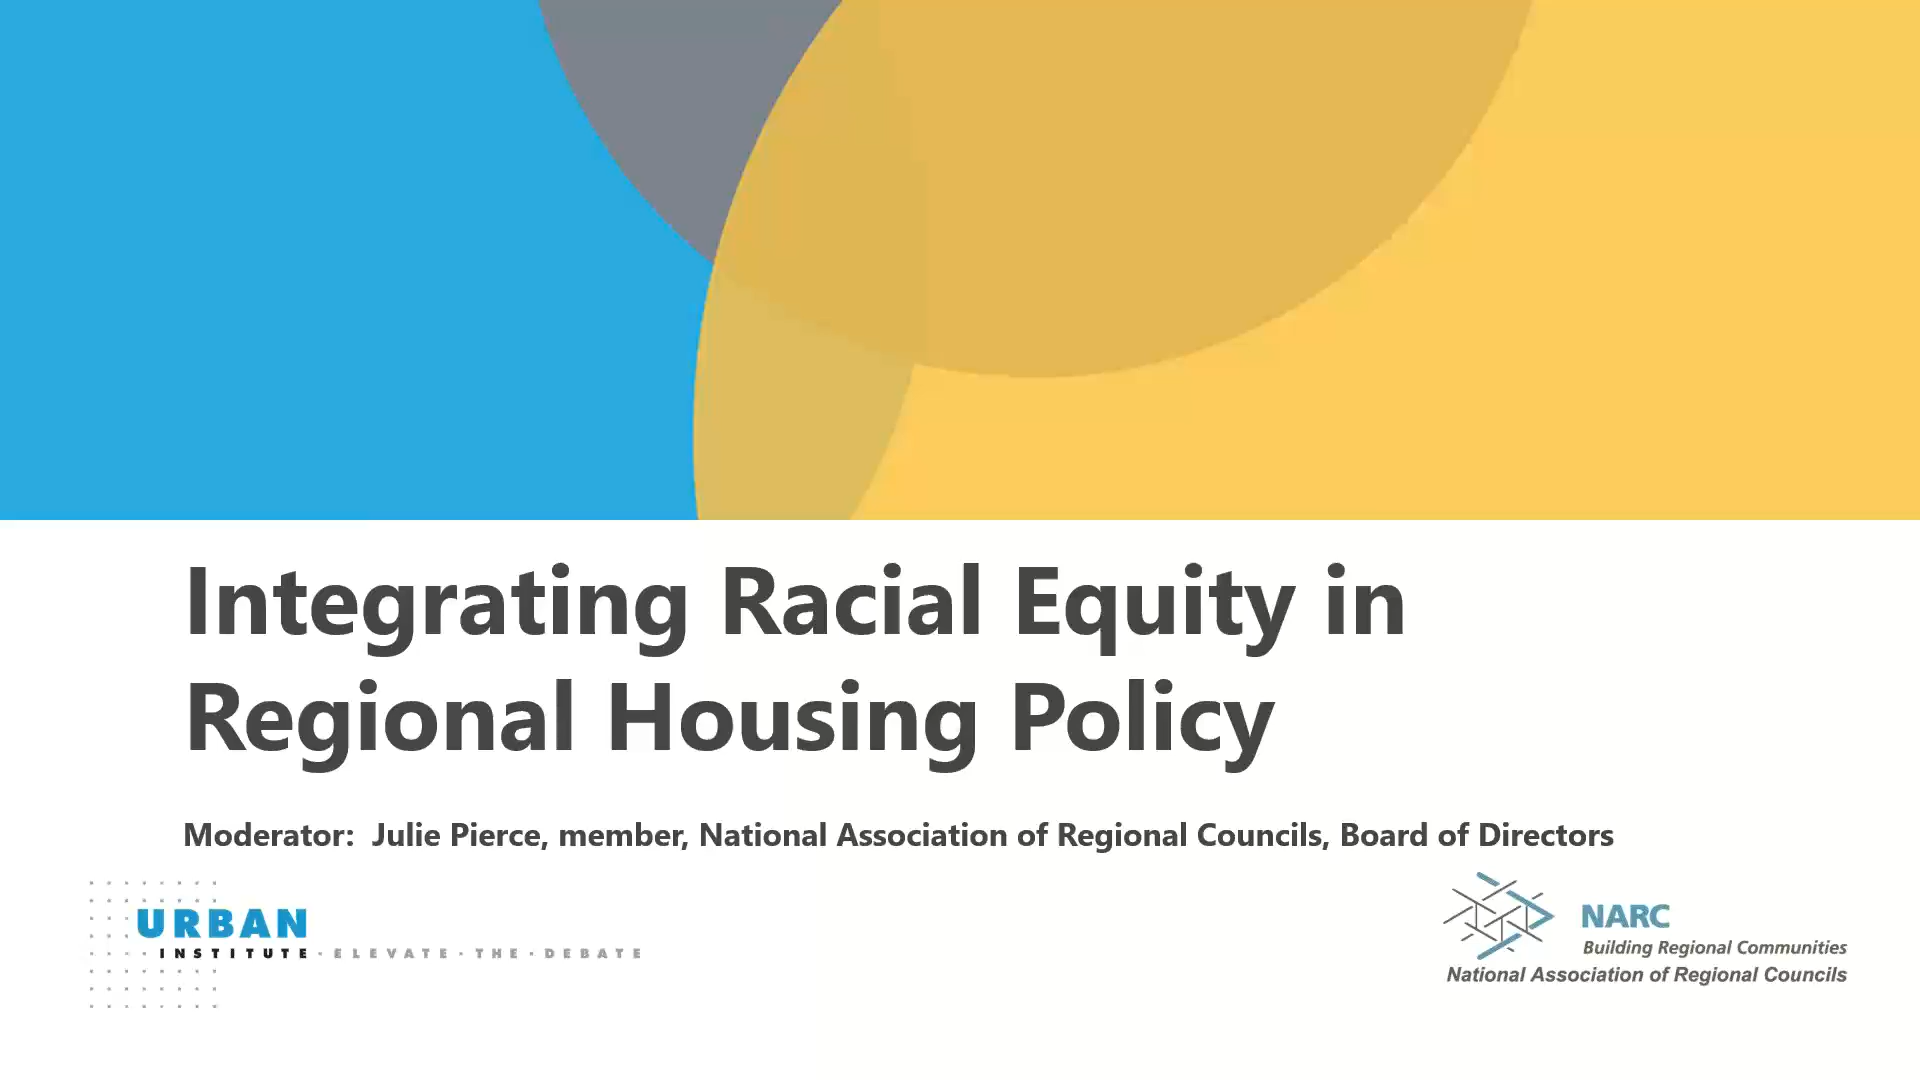 Integrating Racial Equity in
Regional Housing Policy
Moderator:  Julie Pierce, member, National Association of Regional Councils, Board of Directors
URBAN
INSTITUTE · ELEVATE · THE · DEBATE
NARC
Building Regional Communities
National Association of Regional Councils